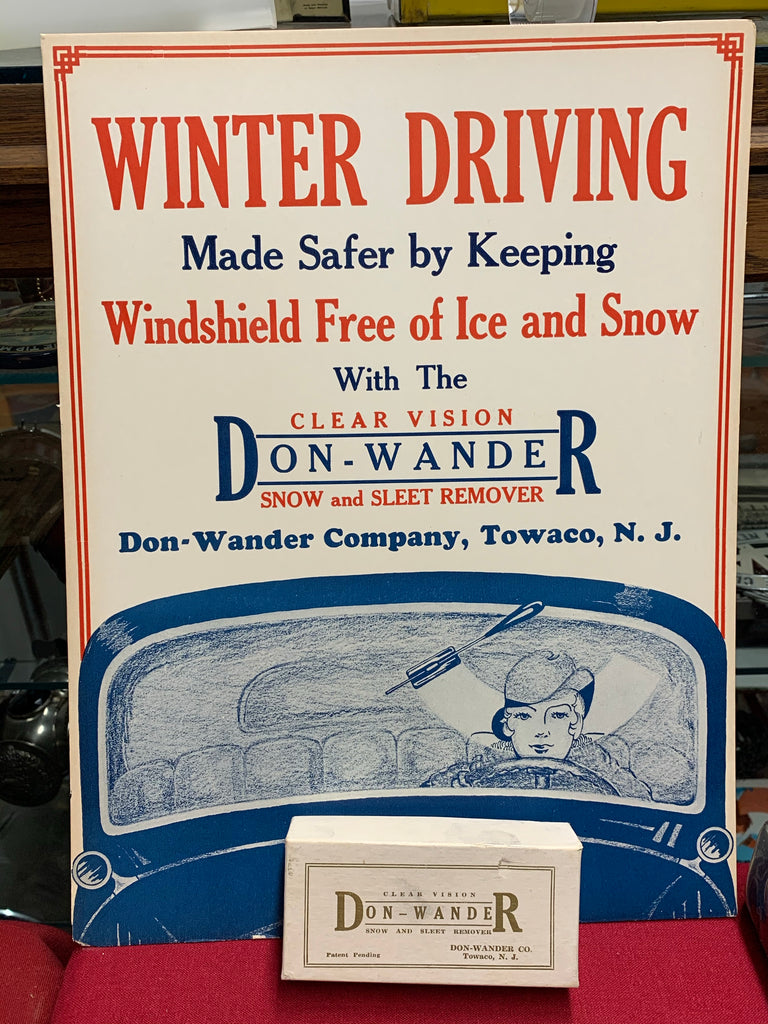 WINTER DRIVING
Made Safer by Keeping
Windshield Free of Ice and Snow
With The
CLEAR VISION
DON-WANDER
SNOW and SLEET REMOVER
Don-Wander Company, Towaco, N. J.
CLEAR VISION
DON-WANDER
SNOW AND SLEET REMOVER
Patent Pending
DON-WANDER CO.
Towaco, N. J.